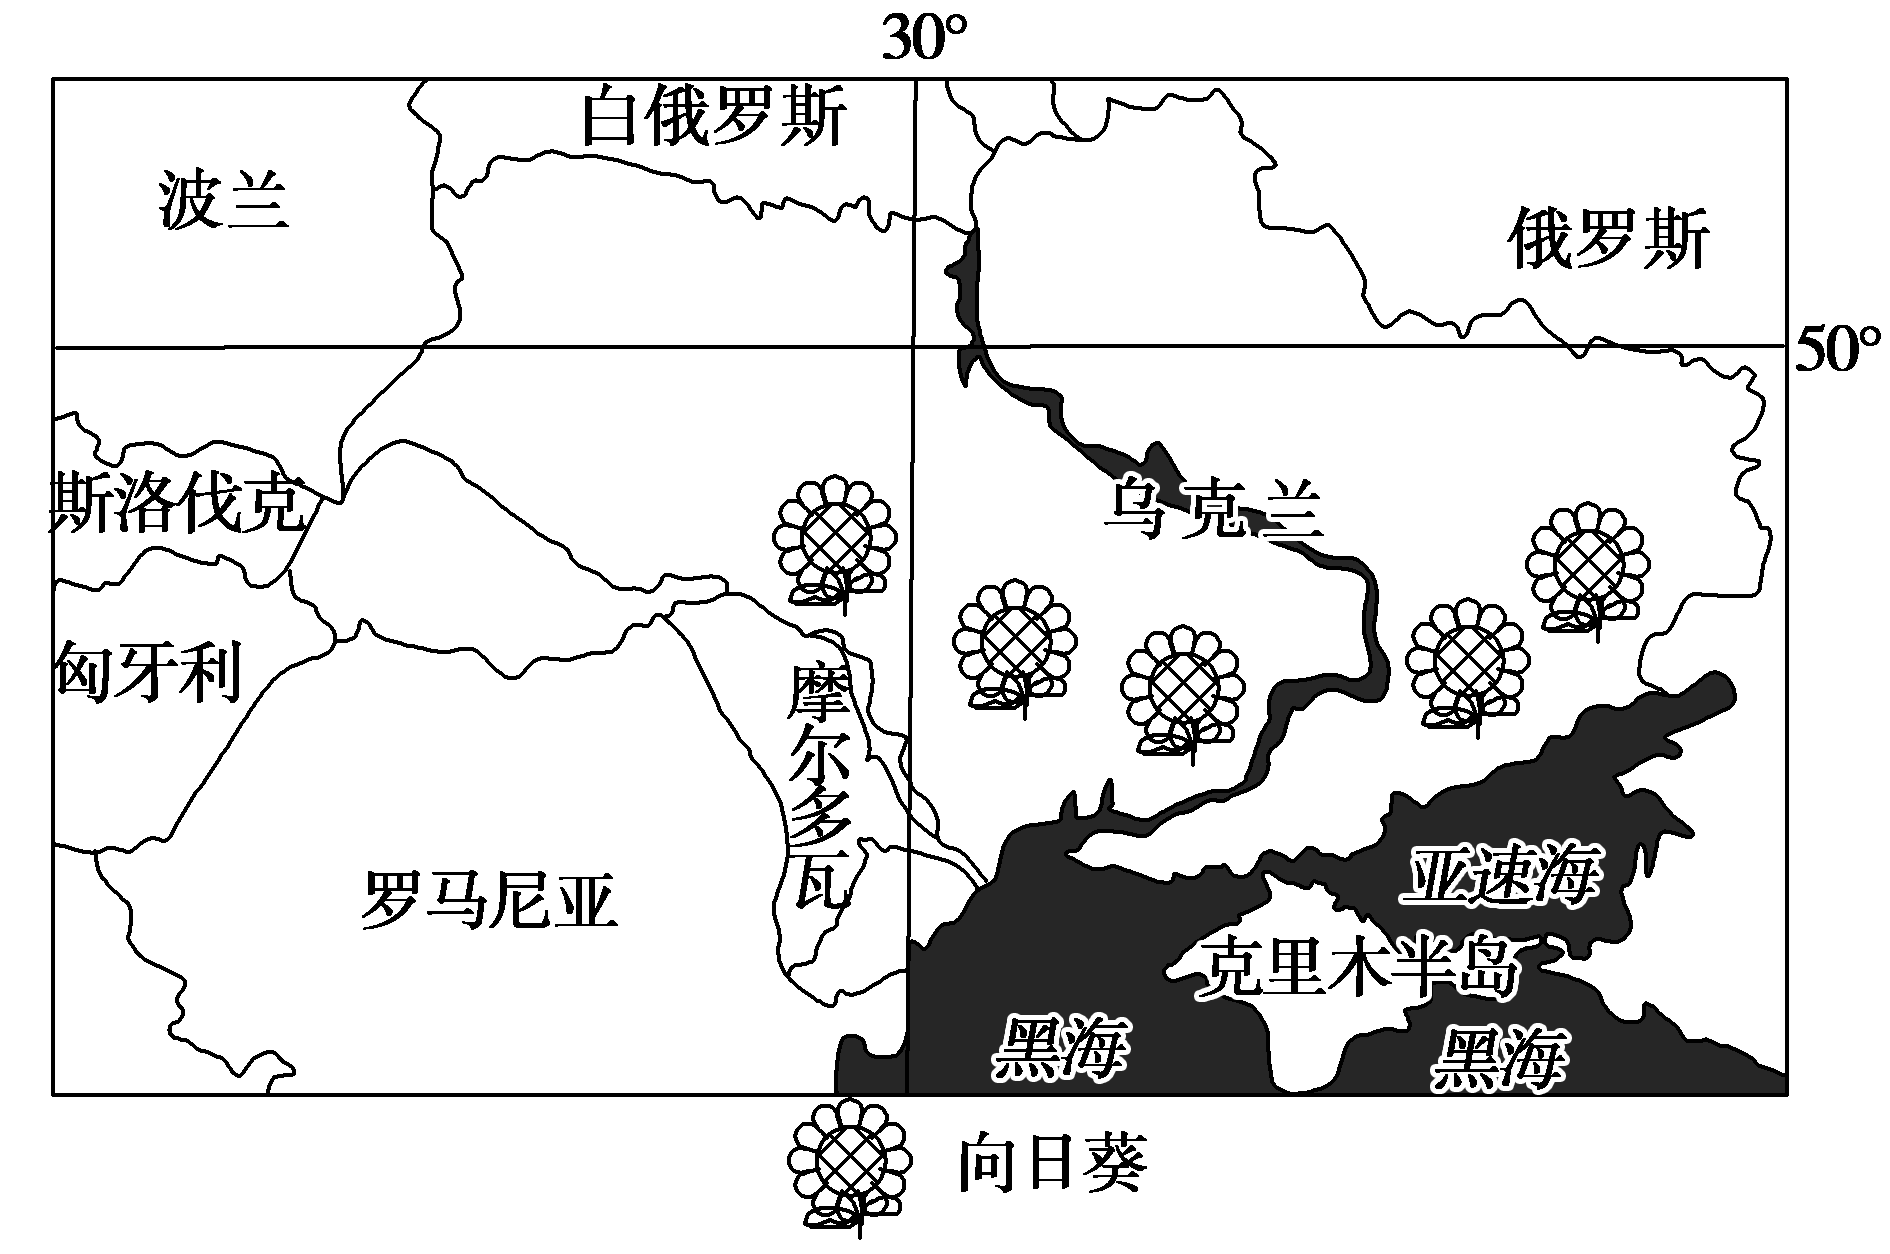 30°
白俄罗斯
波兰
俄罗斯
50°
斯洛伐克
乌克兰
匈牙利
摩尔多瓦
罗马尼亚
亚速海
克里木半岛
黑海
黑海
向日葵